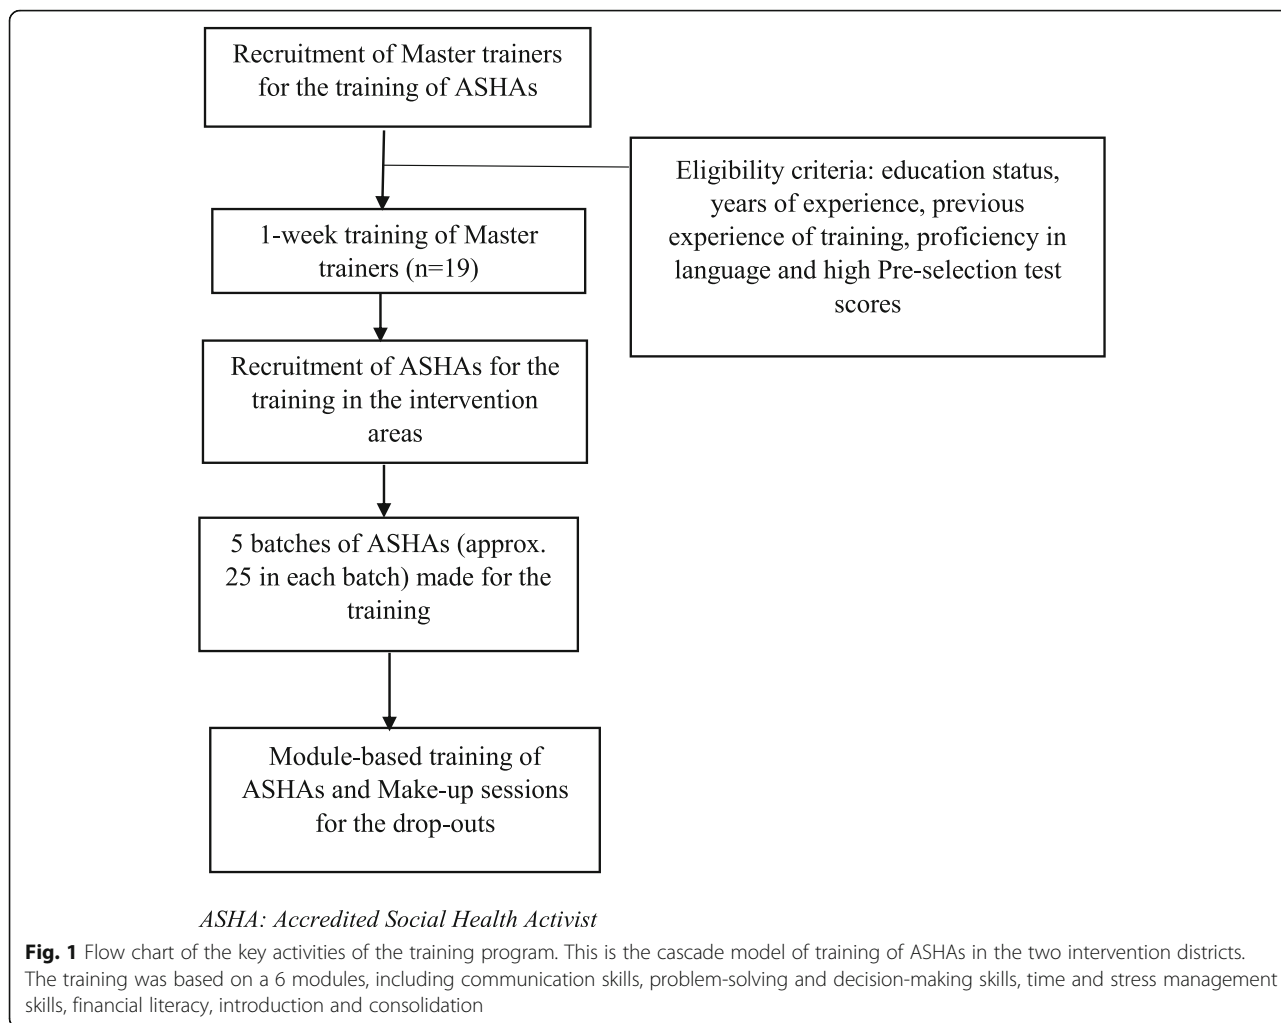 Recruitment of Master trainers
for the training of ASHAs
Eligibility criteria: education status,
years of experience, previous
experience of training, proficiency in
language and high Pre-selection test
scores
1-week training of Master
trainers (n=19)
Recruitment of ASHAs for the
training in the intervention
areas
5 batches of ASHAs (approx.
25 in each batch) made for the
training
Module-based training of
ASHAs and Make-up sessions
for the drop-outs
ASHA: Accredited Social Health Activist
Fig. 1 Flow chart of the key activities of the training program. This is the cascade model of training of ASHAs in the two intervention districts.
The training was based on a 6 modules, including communication skills, problem-solving and decision-making skills, time and stress management
skills, financial literacy, introduction and consolidation